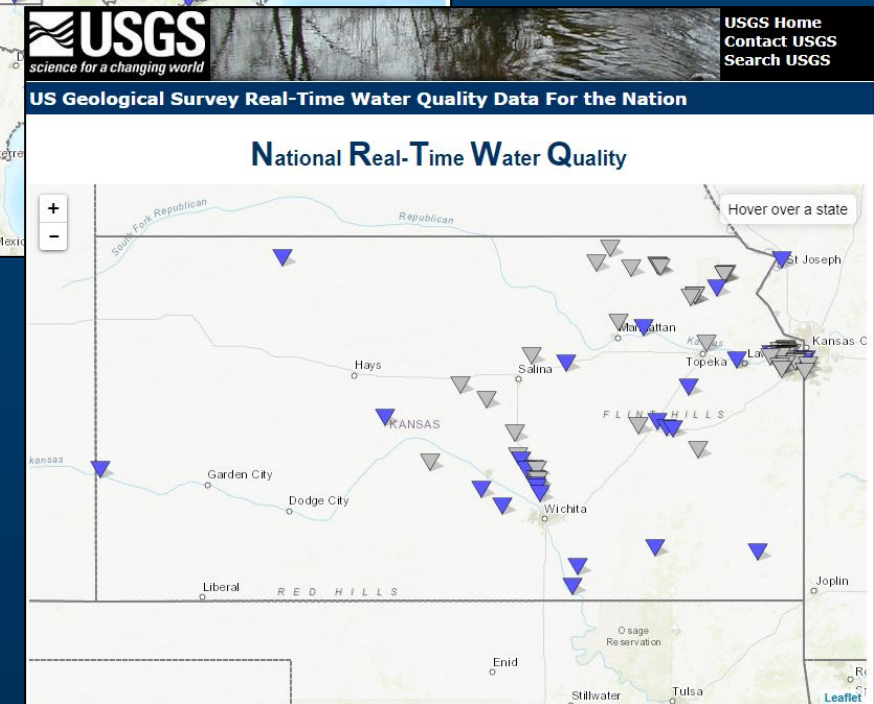 USGS
science for a changing world
USGS Home
Contact USGS
Search USGS
US Geological Survey Real-Time Water Quality Data For the Nation
National Real-Time Water Quality
+
−
Hover over a state
South Fork Republican
Republican
St Joseph
Manhattan
Kansas
Kansas C
Topeka
La
Hays
Salina
FLINT HILLS
KANSAS
kansas
Garden City
Dodge City
Wichita
Liberal
RED HILLS
Joplin
Osage
Reservation
Enid
Stillwater
Tulsa
Leaflet